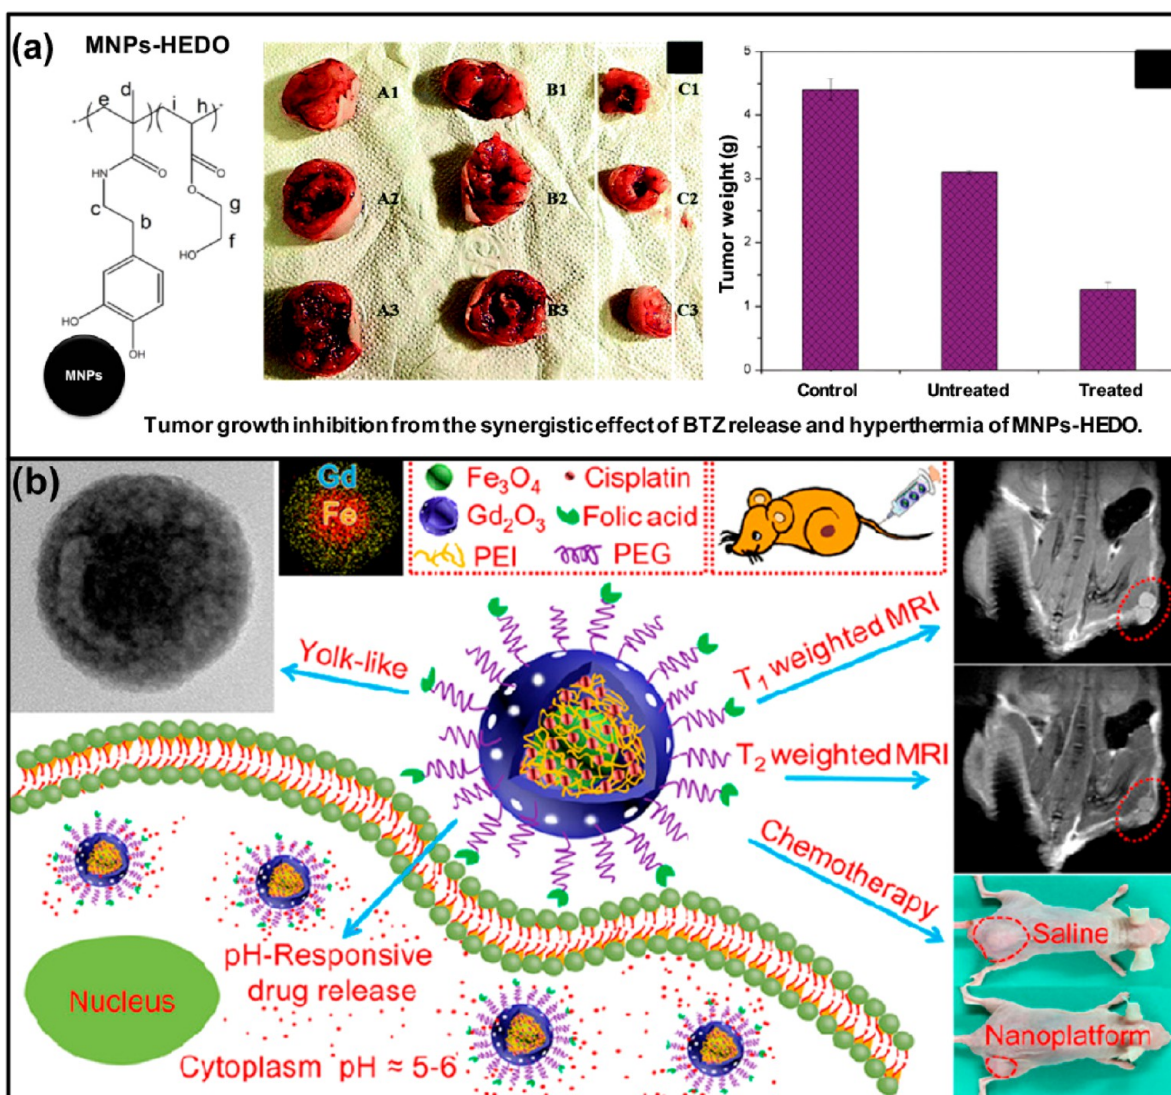 (a)
MNPs-HEDO
d
e
i
h
HN
O
O
O
c
g
b
f
HO
HO
OH
MNPs
A1
B1
C1
A2
B2
C2
A3
B3
C3
Tumor weight (g)
5
4
3
2
1
0
Control
Untreated
Treated
Tumor growth inhibition from the synergistic effect of BTZ release and hyperthermia of MNPs-HEDO.
(b)
Gd
Fe
Fe₃O₄
Cisplatin
Gd₂O₃
Folic acid
PEI
PEG
Yolk-like
T₁ weighted MRI
T₂ weighted MRI
Chemotherapy
pH-Responsive
drug release
Nucleus
Cytoplasm pH ≈ 5-6
Saline
Nanoplatform